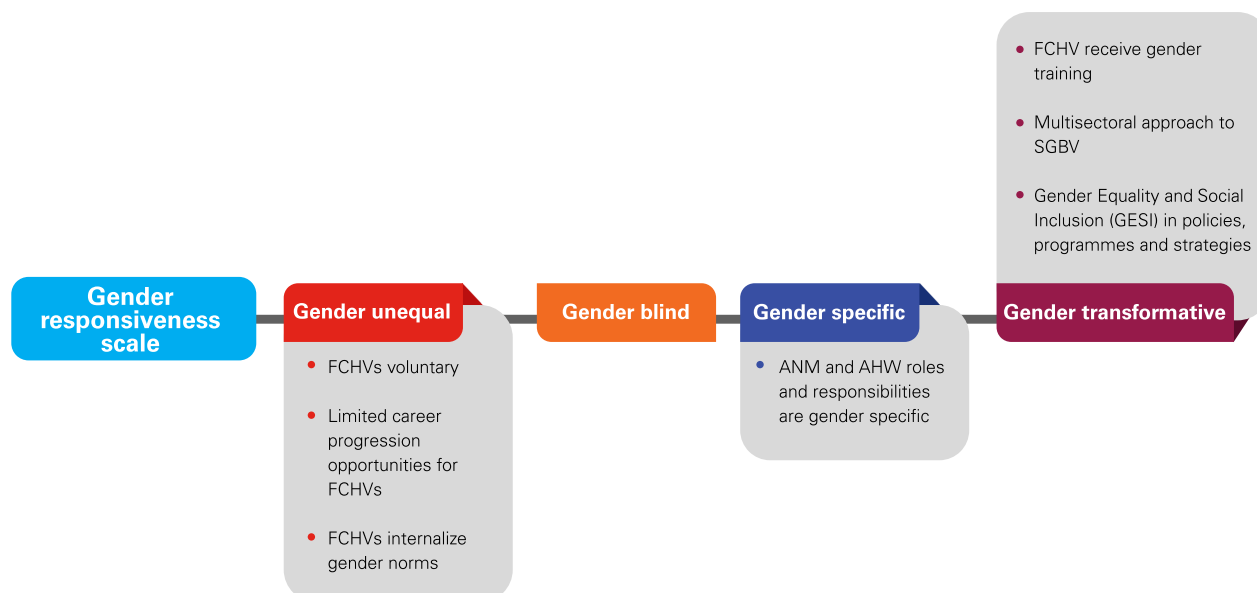 Gender
responsiveness
scale
Gender unequal
• FCHVs voluntary
• Limited career
progression
opportunities for
FCHVs
• FCHVs internalize
gender norms
Gender blind
Gender specific
• ANM and AHW roles
and responsibilities
are gender specific
• FCHV receive gender
training
• Multisectoral approach to
SGBV
• Gender Equality and Social
Inclusion (GESI) in policies,
programmes and strategies
Gender transformative